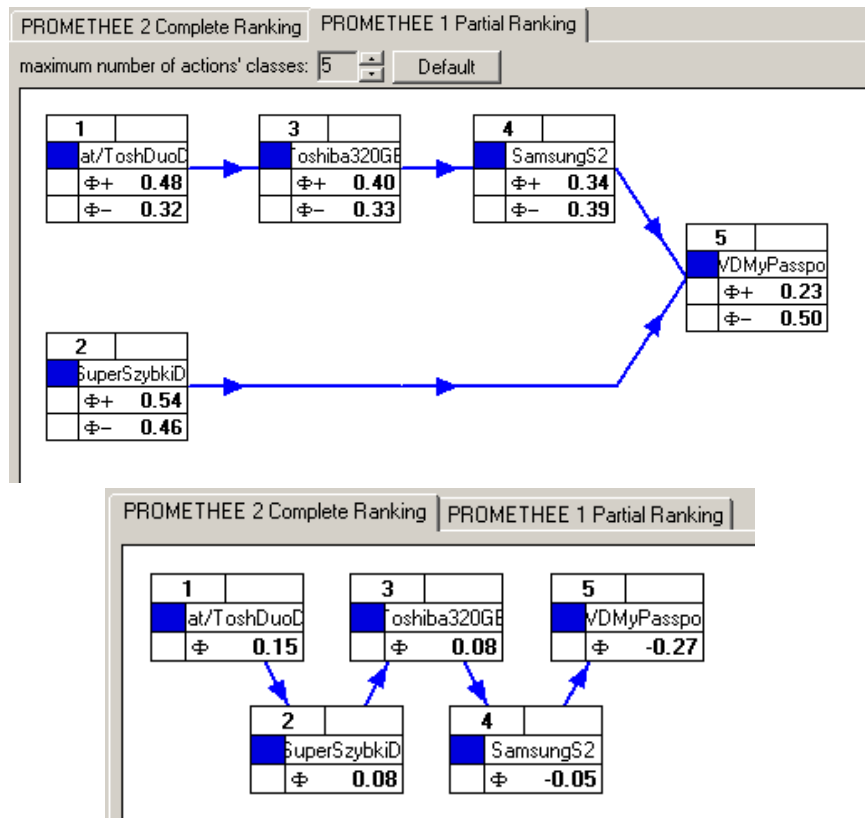 PROMETHEE 2 Complete Ranking PROMETHEE 1 Partial Ranking
maximum number of actions' classes: 5 Default
1
at/ToshDuoD
Φ+ 0.48
Φ− 0.32
3
Toshiba320GE
Φ+ 0.40
Φ− 0.33
4
SamsungS2
Φ+ 0.34
Φ− 0.39
5
VDMyPasspo
Φ+ 0.23
Φ− 0.50
2
SuperSzybkiD
Φ+ 0.54
Φ− 0.46
PROMETHEE 2 Complete Ranking PROMETHEE 1 Partial Ranking
1
at/ToshDuoD
Φ 0.15
3
Toshiba320GE
Φ 0.08
5
VDMyPasspo
Φ -0.27
2
SuperSzybkiD
Φ 0.08
4
SamsungS2
Φ -0.05